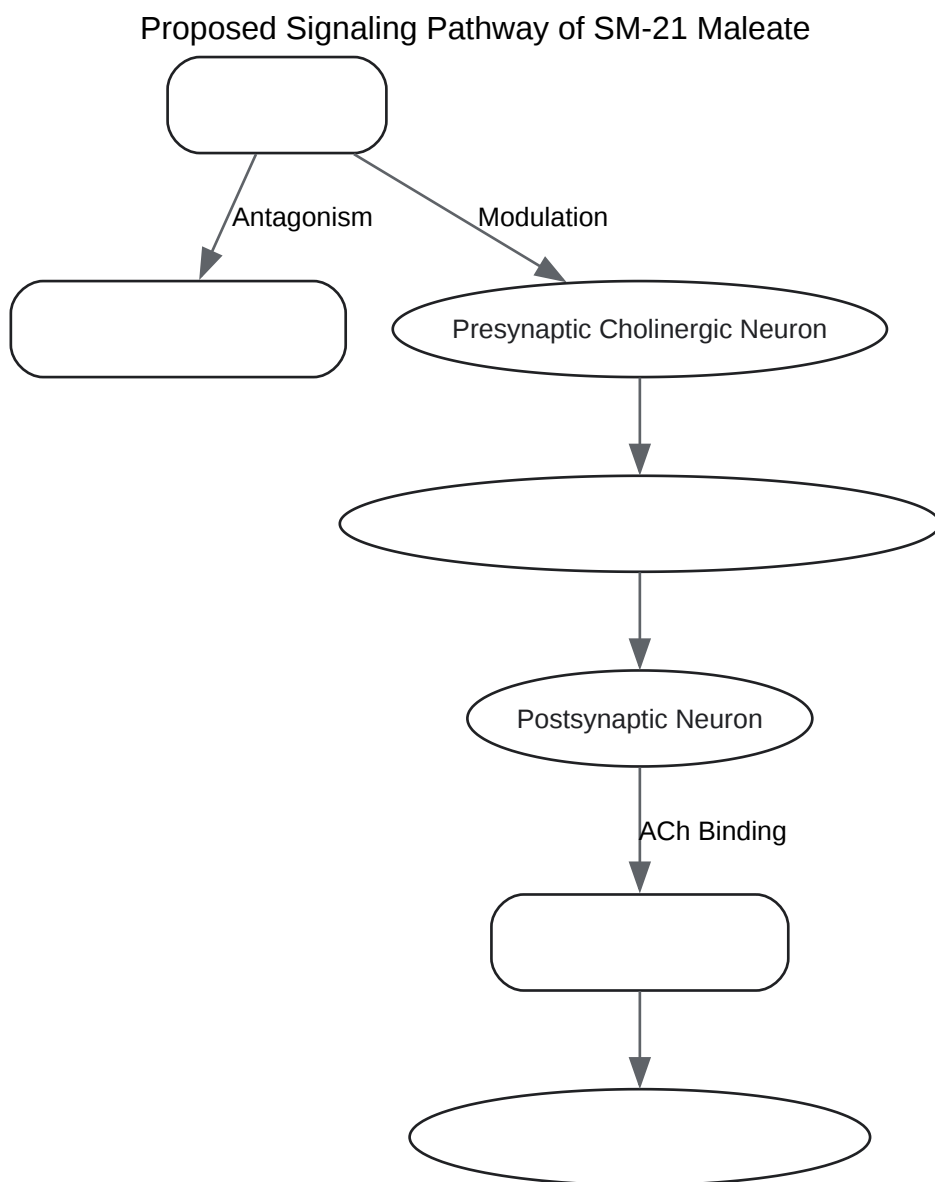 Proposed Signaling Pathway of SM-21 Maleate
Antagonism
Modulation
Presynaptic Cholinergic Neuron
Postsynaptic Neuron
ACh Binding